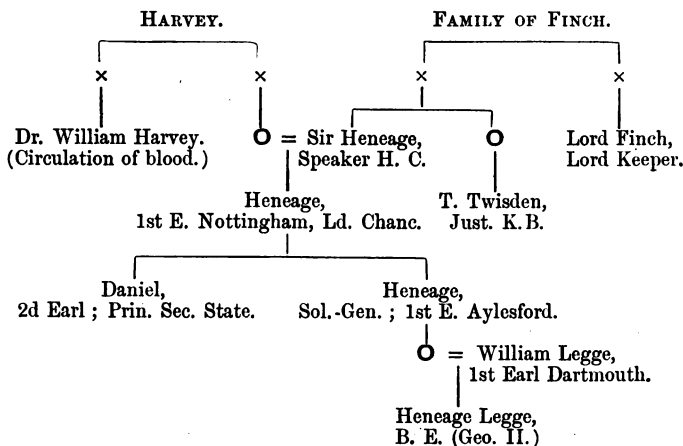 HARVEY.
FAMILY OF FINCH.
× × × ×
Dr. William Harvey.
(Circulation of blood.)
O = Sir Heneage,
Speaker H. C.
O
Lord Finch,
Lord Keeper.
Heneage,
1st E. Nottingham, Ld. Chanc.
T. Twisden,
Just. K.B.
Daniel,
2d Earl ; Prin. Sec. State.
Heneage,
Sol.-Gen. ; 1st E. Aylesford.
O = William Legge,
1st Earl Dartmouth.
Heneage Legge,
B. E. (Geo. II.)